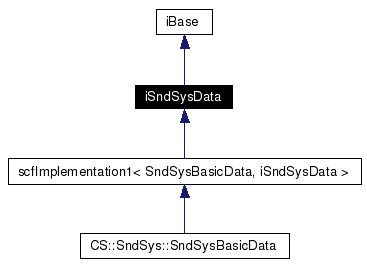 iBase
iSndSysData
scfImplementation1< SndSysBasicData, iSndSysData >
CS::SndSys::SndSysBasicData